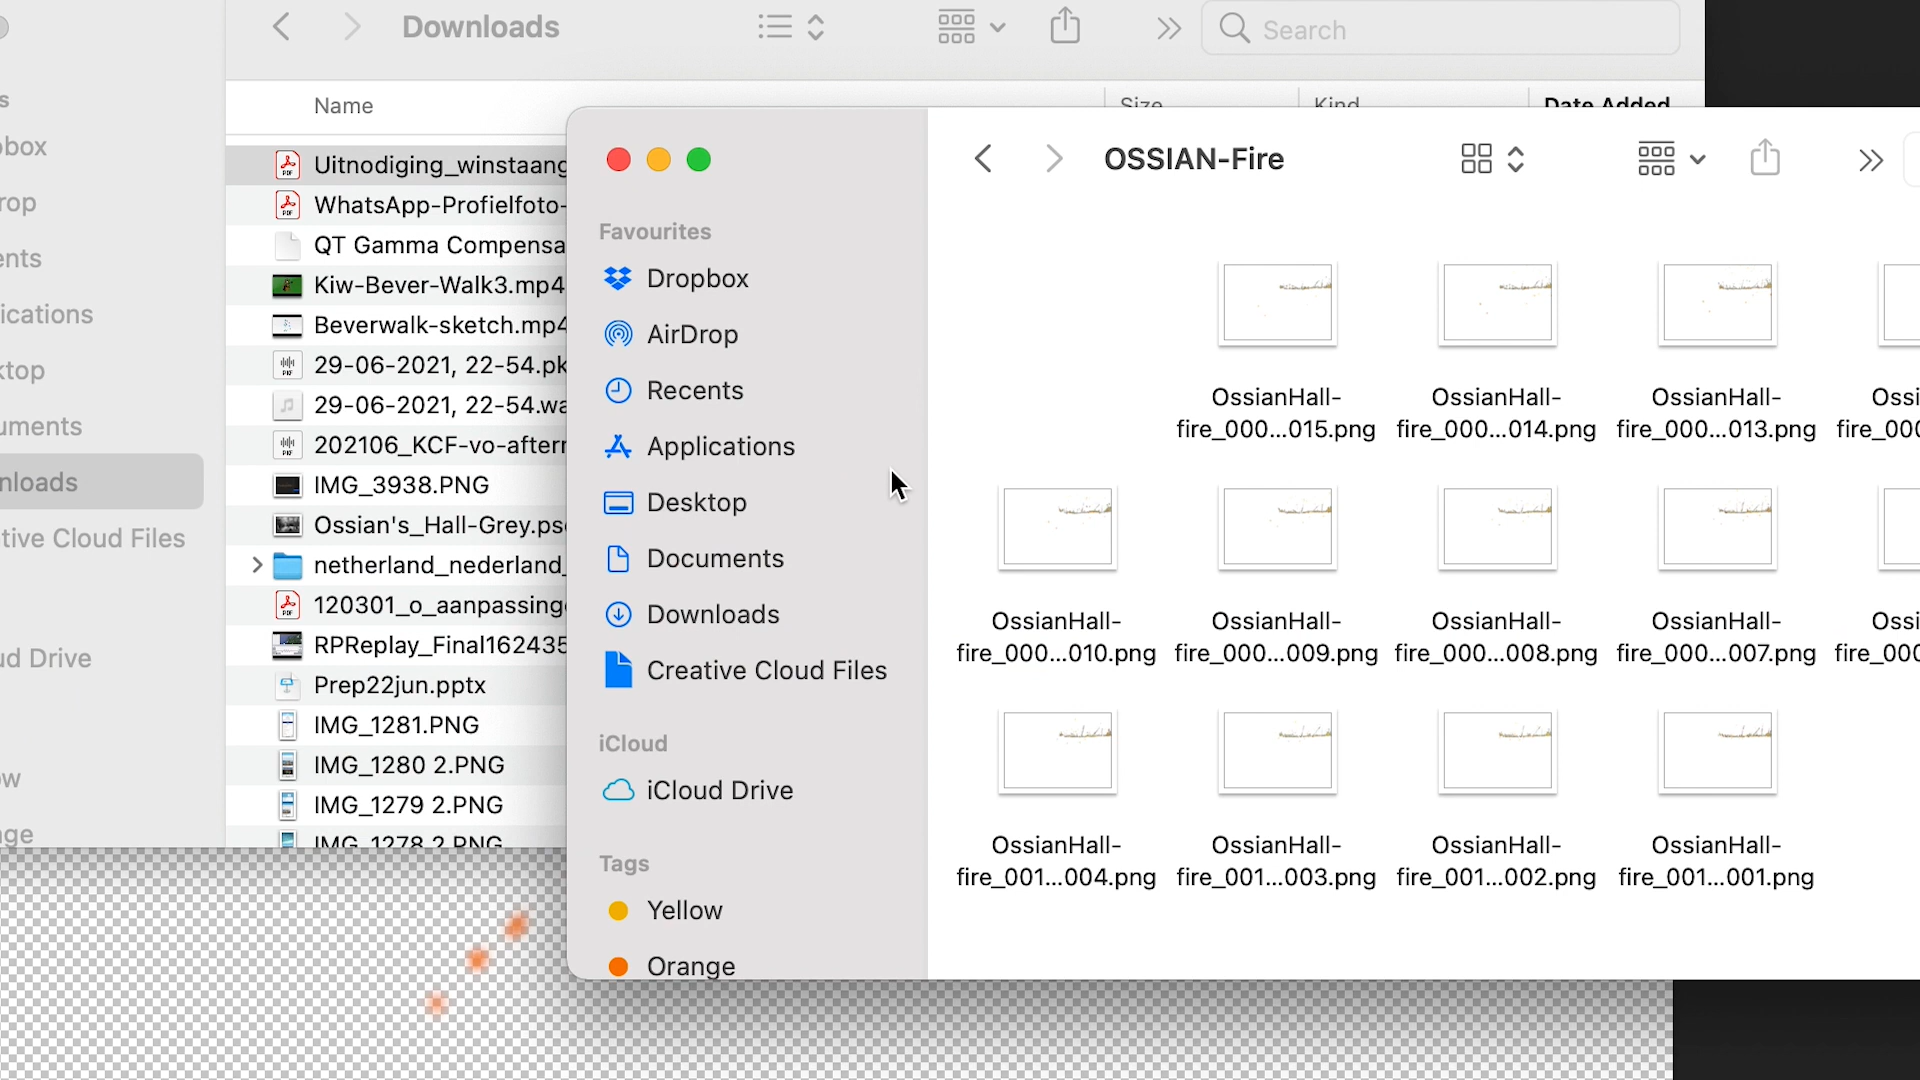 Downloads
Search
Name
Size
Kind
Date Added
s
box
rop
ents
ications
ktop
uments
nloads
tive Cloud Files
ud Drive
ow
ge
Uitnodiging_winstaang
WhatsApp-Profielfoto-
QT Gamma Compensa
Kiw-Bever-Walk3.mp4
Beverwalk-sketch.mp4
29-06-2021, 22-54.pk
29-06-2021, 22-54.wa
202106_KCF-vo-aftern
IMG_3938.PNG
Ossian's_Hall-Grey.ps
netherland_nederland_
120301_o_aanpassing
RPReplay_Final162435
Prep22jun.pptx
IMG_1281.PNG
IMG_1280 2.PNG
IMG_1279 2.PNG
IMG_1278 2.PNG
OSSIAN-Fire
Favourites
Dropbox
AirDrop
Recents
Applications
Desktop
Documents
Downloads
Creative Cloud Files
iCloud
iCloud Drive
Tags
Yellow
Orange
OssianHall-
fire_000...015.png
OssianHall-
fire_000...014.png
OssianHall-
fire_000...013.png
Ossi
fire_000
OssianHall-
fire_000...010.png
OssianHall-
fire_000...009.png
OssianHall-
fire_000...008.png
OssianHall-
fire_000...007.png
Ossi
fire_000
OssianHall-
fire_001...004.png
OssianHall-
fire_001...003.png
OssianHall-
fire_001...002.png
OssianHall-
fire_001...001.png